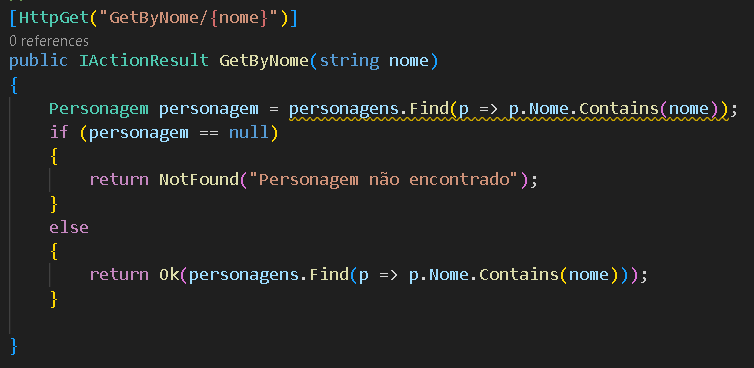 [HttpGet("GetByNome/{nome}")]
0 references
public IActionResult GetByNome(string nome)
{
Personagem personagem = personagens.Find(p => p.Nome.Contains(nome));
if (personagem == null)
{
return NotFound("Personagem não encontrado");
}
else
{
return Ok(personagens.Find(p => p.Nome.Contains(nome)));
}
}